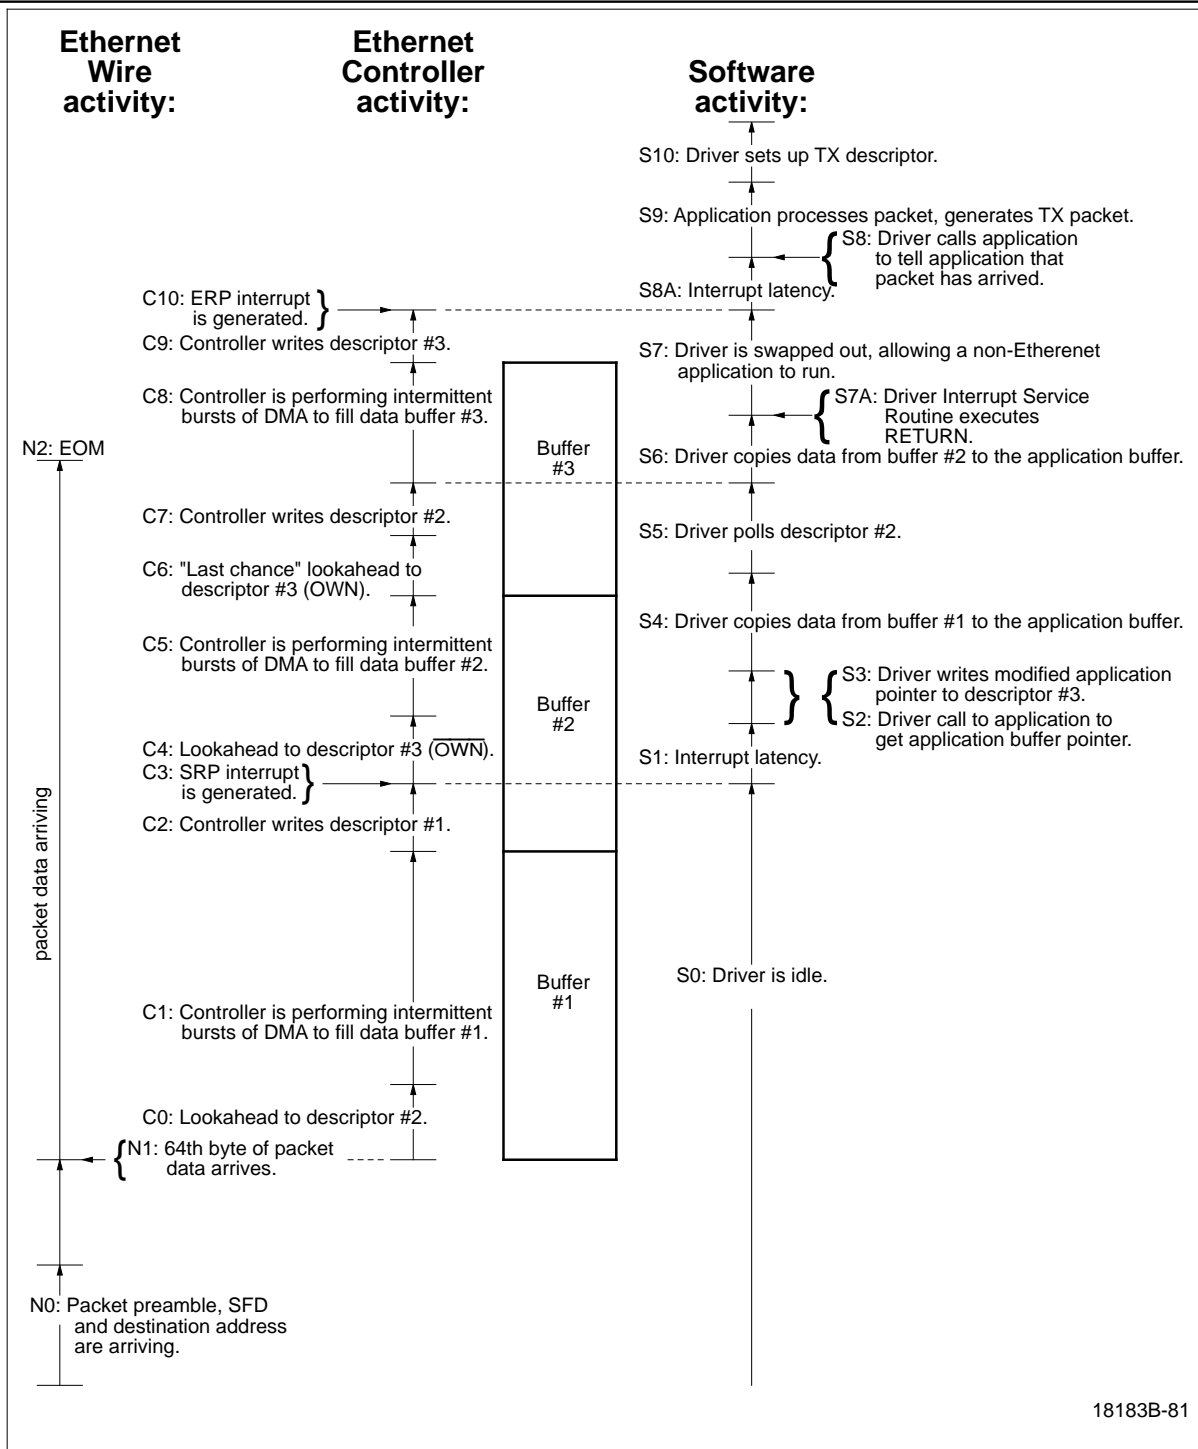 Ethernet
Wire
activity:
Ethernet
Controller
activity:
Software
activity:
S10: Driver sets up TX descriptor.
S9: Application processes packet, generates TX packet.
S8: Driver calls application
to tell application that
packet has arrived.
S8A: Interrupt latency.
C10: ERP interrupt
is generated.
C9: Controller writes descriptor #3.
S7: Driver is swapped out, allowing a non-Etherenet
application to run.
C8: Controller is performing intermittent
bursts of DMA to fill data buffer #3.
S7A: Driver Interrupt Service
Routine executes
RETURN.
N2: EOM
Buffer
#3
S6: Driver copies data from buffer #2 to the application buffer.
C7: Controller writes descriptor #2.
S5: Driver polls descriptor #2.
C6: "Last chance" lookahead to
descriptor #3 (OWN).
S4: Driver copies data from buffer #1 to the application buffer.
C5: Controller is performing intermittent
bursts of DMA to fill data buffer #2.
S3: Driver writes modified application
pointer to descriptor #3.
Buffer
#2
S2: Driver call to application to
get application buffer pointer.
C4: Lookahead to descriptor #3 (O̅W̅N̅).
S1: Interrupt latency.
C3: SRP interrupt
is generated.
C2: Controller writes descriptor #1.
packet data arriving
S0: Driver is idle.
Buffer
#1
C1: Controller is performing intermittent
bursts of DMA to fill data buffer #1.
C0: Lookahead to descriptor #2.
N1: 64th byte of packet
data arrives.
N0: Packet preamble, SFD
and destination address
are arriving.
18183B-81